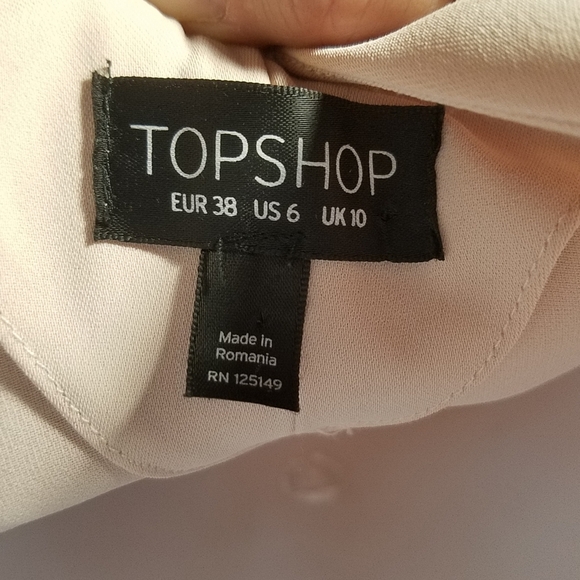 TOPSHOP
EUR 38 US 6 UK 10
Made in
Romania
RN 125149